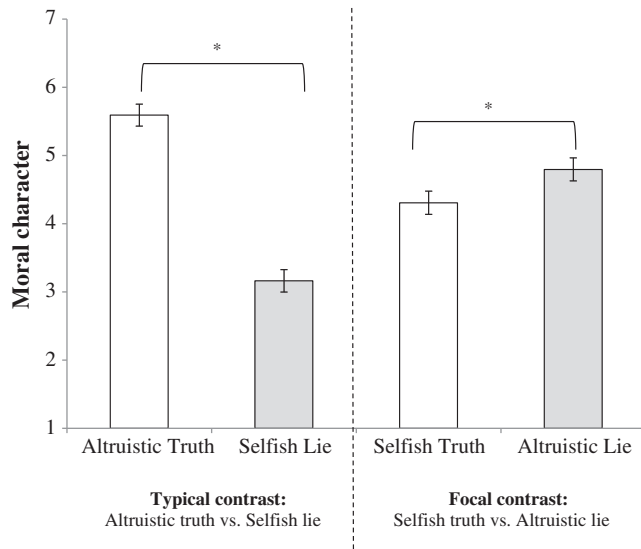 Moral character
7
6
5
4
3
2
1
*
*
Altruistic Truth Selfish Lie Selfish Truth Altruistic Lie
Typical contrast:
Altruistic truth vs. Selfish lie
Focal contrast:
Selfish truth vs. Altruistic lie